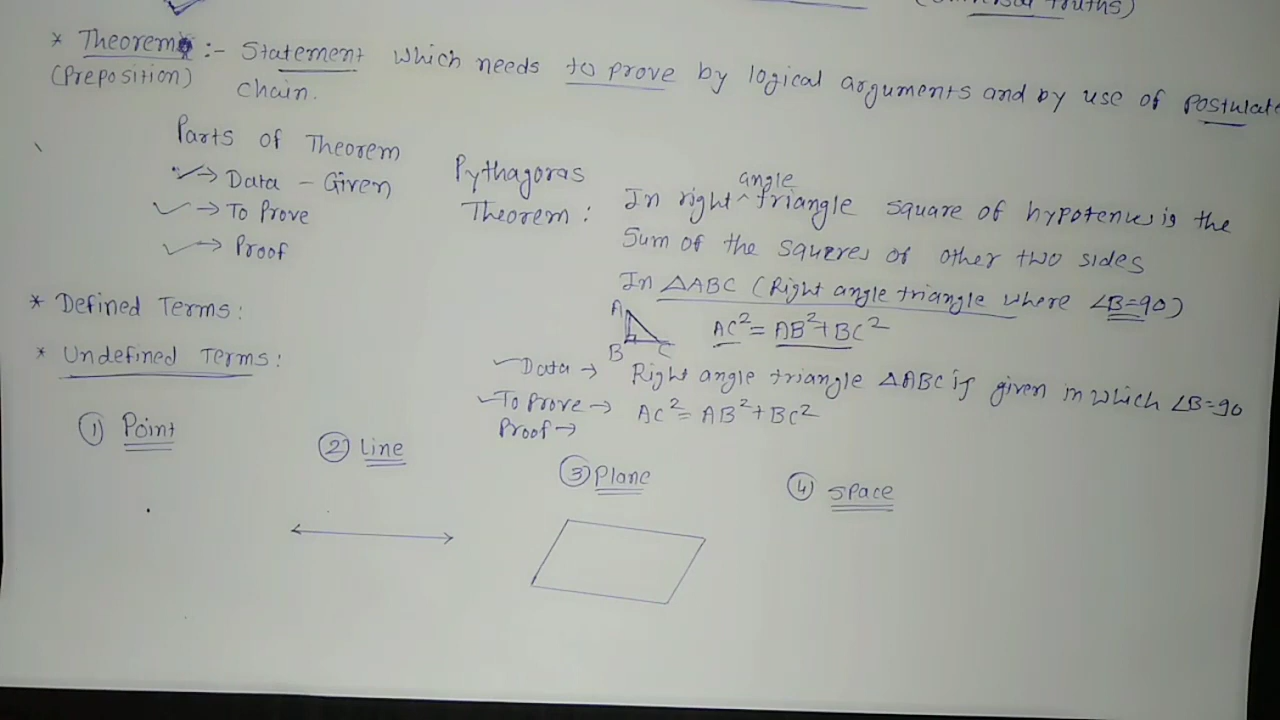 truths)
* Theorems :- Statement which needs to prove by logical arguments and by use of Postulate
(Preposition) chain.
Parts of Theorem
→ Data - Given
→ To Prove
→ Proof
Pythagoras
Theorem :
In right ^ angle triangle square of hypotenus is the
Sum of the squares of other two sides
In △ABC (Right angle triangle where ∠B=90)
A
B C
AC²= AB²+BC²
Data → Right angle triangle △ABC is given in which ∠B=90
To Prove → AC²= AB²+BC²
Proof →
* Defined Terms :
* Undefined Terms :
① Point
② Line
③ Plane
④ Space